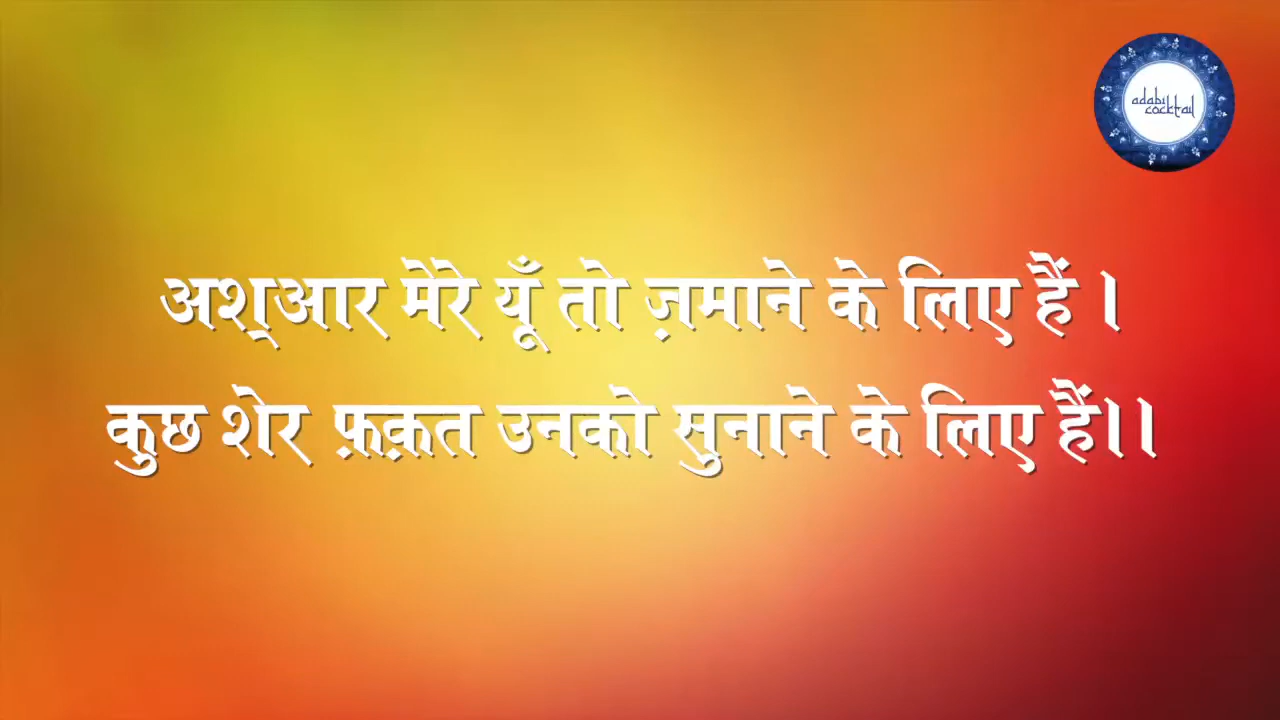 adabi
cocktail
अश्आर मेरे यूँ तो ज़माने के लिए हैं ।
कुछ शेर फ़क़त उनको सुनाने के लिए हैं।।